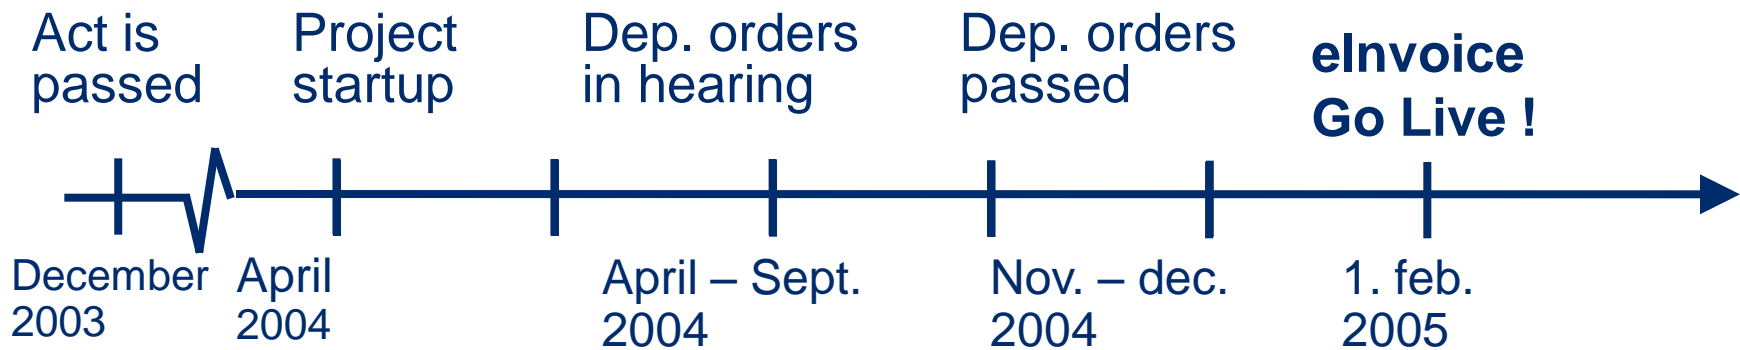 Act is
passed
Project
startup
Dep. orders
in hearing
Dep. orders
passed
eInvoice
Go Live !
December
2003
April
2004
April – Sept.
2004
Nov. – dec.
2004
1. feb.
2005